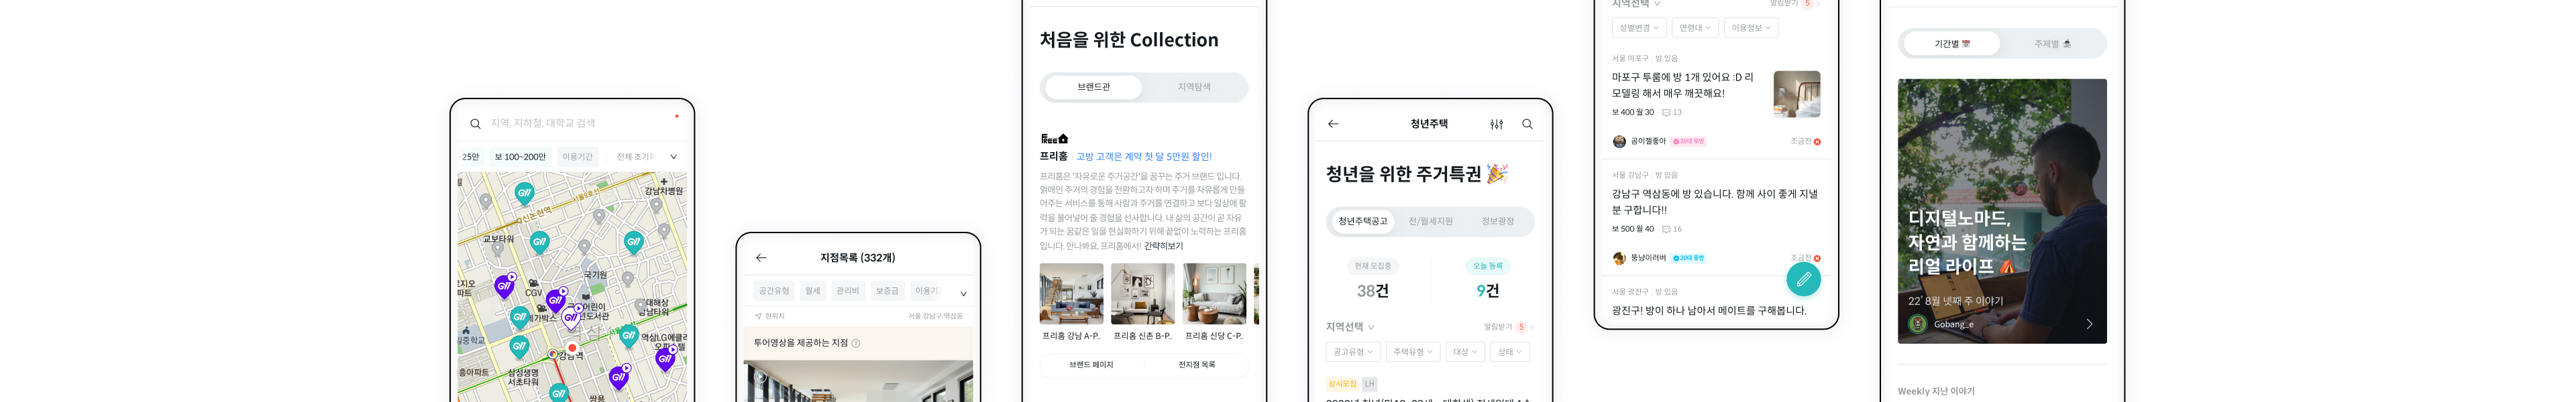 지역, 지하철, 대학교 검색
-25만
보 100~200만
이용기간
전체 초기화
강남차병원
신논현역
서울9호선
교보타워
국기원
CGV
대해상
강남타워
강남역
역삼LG에클라
삼성생명
서초타워
쌍용
지점목록 (332개)
공간유형
월세
관리비
보증금
이용기
현위치
서울 강남구 역삼동
투어영상을 제공하는 지점
처음을 위한 Collection
브랜드관
지역탐색
FREE
프리홈
고방 고객은 계약 첫 달 5만원 할인!
프리홈은 '자유로운 주거공간'을 꿈꾸는 주거 브랜드 입니다.
얽매인 주거의 경험을 전환하고자 하며 주거를 자유롭게 만들
어주는 서비스를 통해 사람과 주거를 연결하고 보다 일상에 활
력을 불어넣어 줄 경험을 선사합니다. 내 삶의 공간이 곧 자유
가 되는 꿈같은 일을 현실화하기 위해 끝없이 노력하는 프리홈
입니다. 만나봐요, 프리홈에서! 간략히보기
프리홈 강남 A-P..
프리홈 신촌 B-P..
프리홈 신당 C-P..
브랜드 페이지
전지점 목록
청년주택
청년을 위한 주거특권 🎉
청년주택공고
전/월세지원
정보광장
현재 모집중
38건
오늘 등록
9건
지역선택
알림받기 5
공고유형
주택유형
대상
상태
상시모집
LH
지역선택
알림받기 5
성별변경
연령대
이용정보
서울 마포구 · 방 있음
마포구 투룸에 방 1개 있어요 :D 리
모델링 해서 매우 깨끗해요!
보 400 월 30
13
곰이젤좋아
20대 중반
조금전
서울 강남구 · 방 있음
강남구 역삼동에 방 있습니다. 함께 사이 좋게 지낼
분 구합니다!!
보 500 월 40
16
뚱냥이러버
20대 중반
조금전
서울 광진구 · 방 있음
광진구! 방이 하나 남아서 메이트를 구해봅니다.
기간별
주제별
디지털노마드,
자연과 함께하는
리얼 라이프 ⛺
22' 8월 넷째 주 이야기
Gobang_e
Weekly 지난 이야기